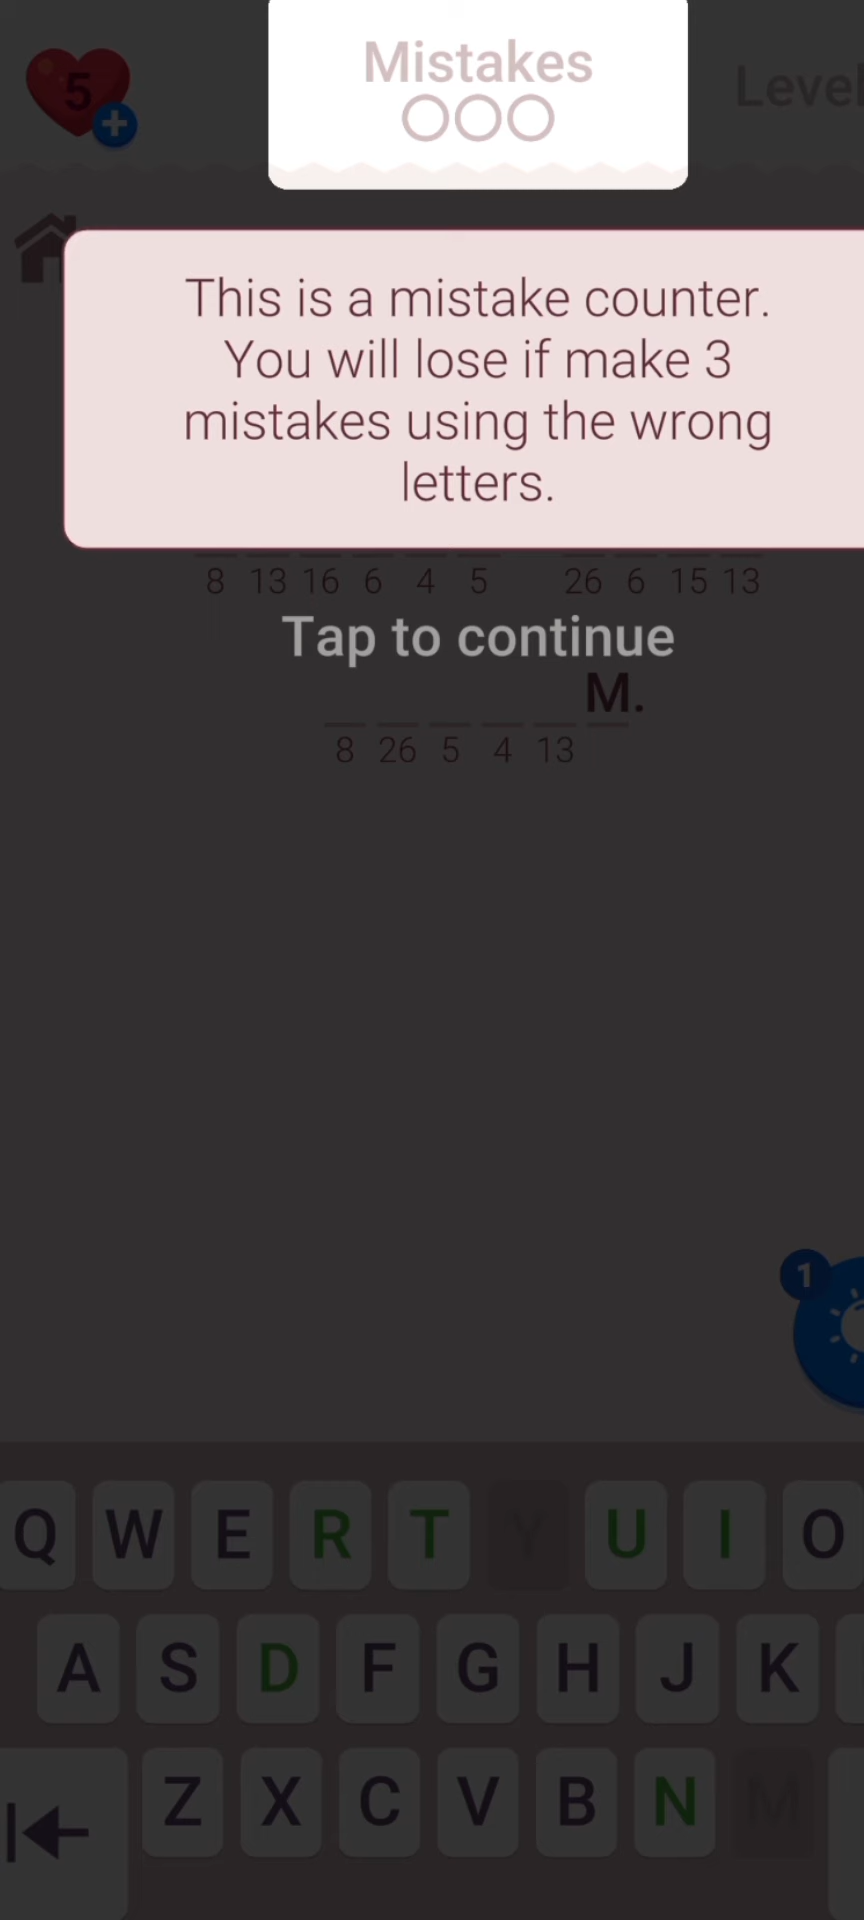 5
Mistakes
Level
This is a mistake counter.
You will lose if make 3
mistakes using the wrong
letters.
8 13 16 6 4 5 26 6 15 13
Tap to continue
M.
8 26 5 4 13
1
Q W E R T Y U I O
A S D F G H J K
Z X C V B N M